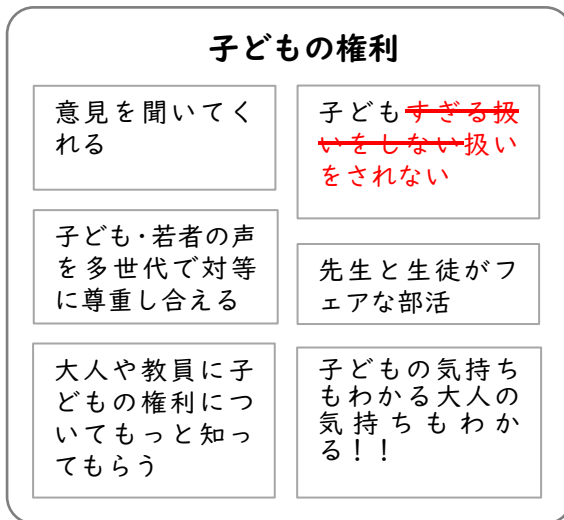 子どもの権利
意見を聞いてく
れる
子どもすぎる扱
いをしない扱い
をされない
子ども・若者の声
を多世代で対等
に尊重し合える
先生と生徒がフ
ェアな部活
大人や教員に子
どもの権利につ
いてもっと知っ
てもらう
子どもの気持ち
もわかる大人の
気持ちもわか
る!!